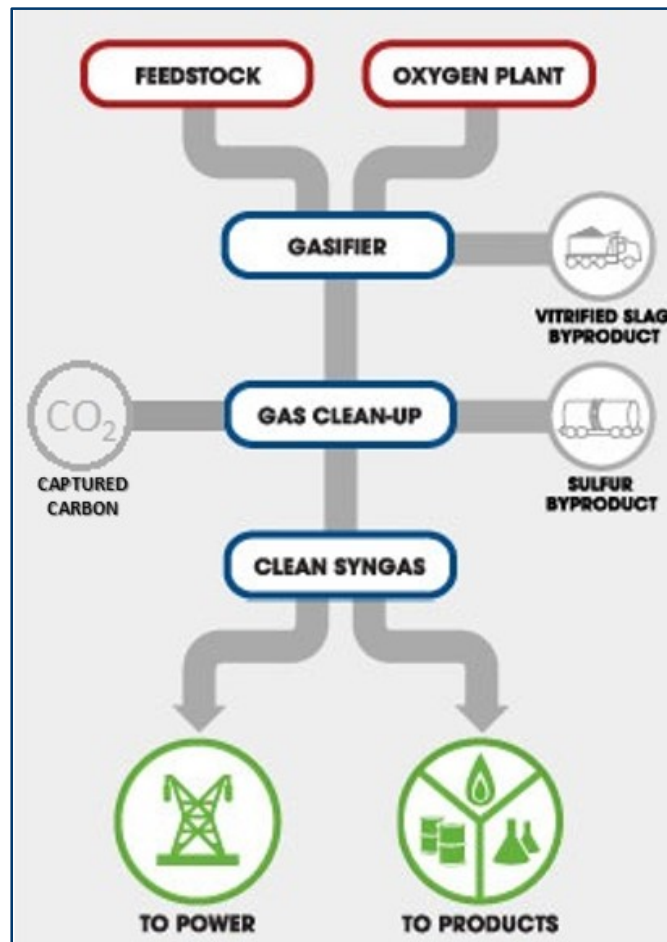 FEEDSTOCK
OXYGEN PLANT
GASIFIER
VITRIFIED SLAG
BYPRODUCT
CO₂
GAS CLEAN-UP
CAPTURED
CARBON
SULFUR
BYPRODUCT
CLEAN SYNGAS
TO POWER
TO PRODUCTS